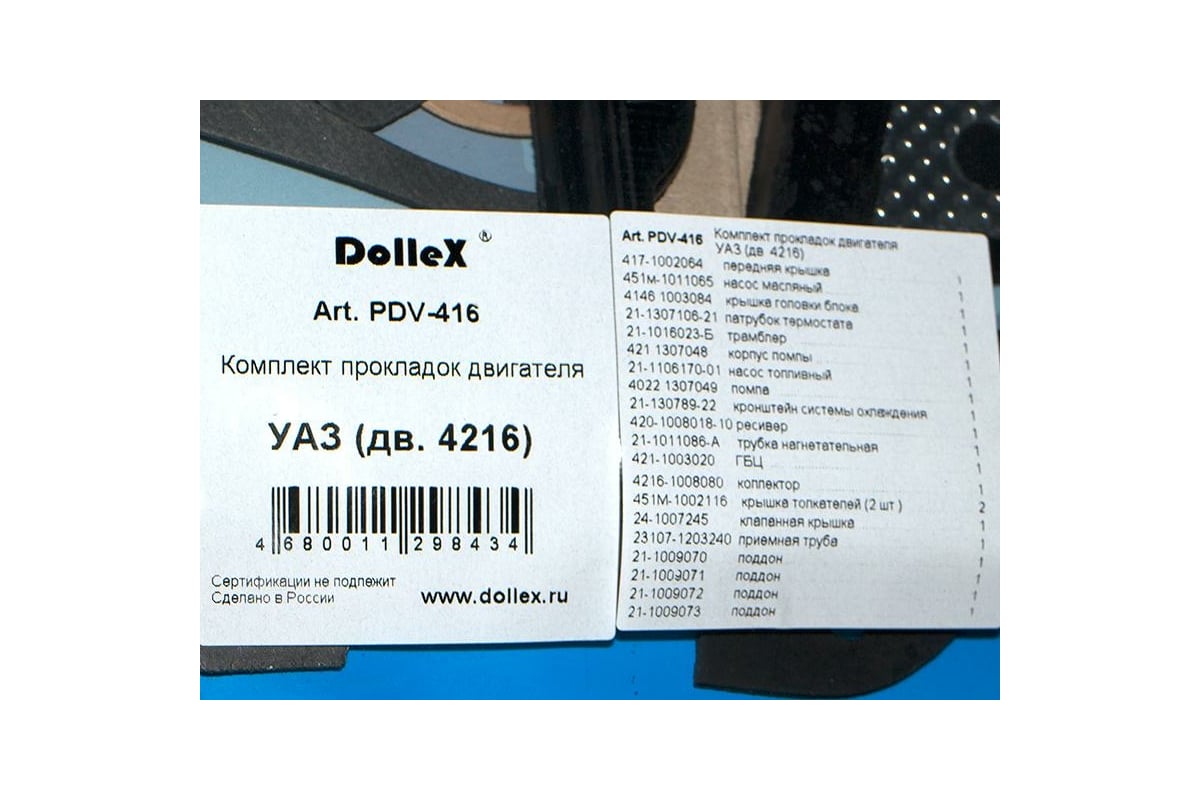 DolleX ®
Art. PDV-416
Комплект прокладок двигателя
УАЗ (дв. 4216)
4 680011 298434
Сертификации не подлежит
Сделано в России
www.dollex.ru
Art. PDV-416 Комплект прокладок двигателя
УАЗ (дв 4216)
417-1002064 передняя крышка 1
451м-1011065 насос масляный 1
4146 1003084 крышка головки блока 1
21-1307106-21 патрубок термостата 1
21-1016023-Б трамблер 1
421 1307048 корпус помпы 1
21-1106170-01 насос топливный 1
4022 1307049 помпа 1
21-130789-22 кронштейн системы охлаждения 1
420-1008018-10 ресивер 1
21-1011086-А трубка нагнетательная 1
421-1003020 ГБЦ 1
4216-1008080 коллектор 1
451М-1002116 крышка толкателей (2 шт ) 2
24-1007245 клапанная крышка 1
23107-1203240 приемная труба 1
21-1009070 поддон 1
21-1009071 поддон 1
21-1009072 поддон 1
21-1009073 поддон 1